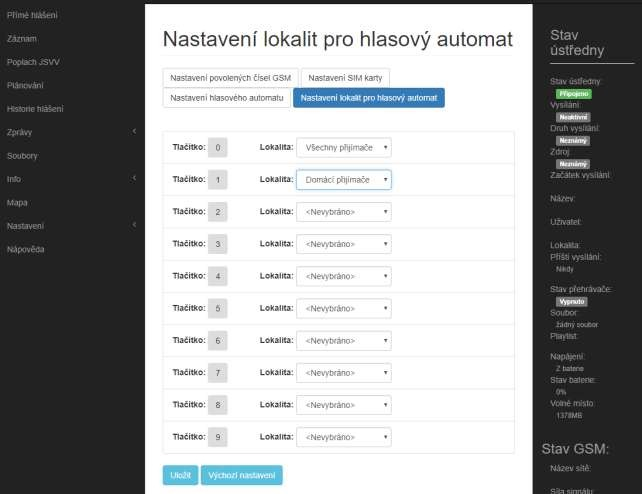 Přímé hlášení
Záznam
Poplach JSVV
Plánování
Historie hlášení
Zprávy
Soubory
Info
Mapa
Nastavení
Nápověda
Nastavení lokalit pro hlasový automat
Nastavení povolených čísel GSM
Nastavení SIM karty
Nastavení hlasového automatu
Nastavení lokalit pro hlasový automat
Tlačítko: 0 Lokalita: Všechny přijímače
Tlačítko: 1 Lokalita: Domácí přijímače
Tlačítko: 2 Lokalita: <Nevybráno>
Tlačítko: 3 Lokalita: <Nevybráno>
Tlačítko: 4 Lokalita: <Nevybráno>
Tlačítko: 5 Lokalita: <Nevybráno>
Tlačítko: 6 Lokalita: <Nevybráno>
Tlačítko: 7 Lokalita: <Nevybráno>
Tlačítko: 8 Lokalita: <Nevybráno>
Tlačítko: 9 Lokalita: <Nevybráno>
Uložit
Výchozí nastavení
Stav
ústředny
Stav ústředny:
Připojeno
Vysílání:
Neaktivní
Druh vysílání:
Neznámý
Zdroj:
Neznámý
Začátek vysílání:
Název:
Uživatel:
Lokalita:
Příští vysílání:
Nikdy
Stav přehrávače:
Vypnuto
Soubor:
žádný soubor
Playlist:
Napájení:
Z baterie
Stav baterie:
0%
Volné místo:
1378MB
Stav GSM:
Název sítě:
Síla signálu: